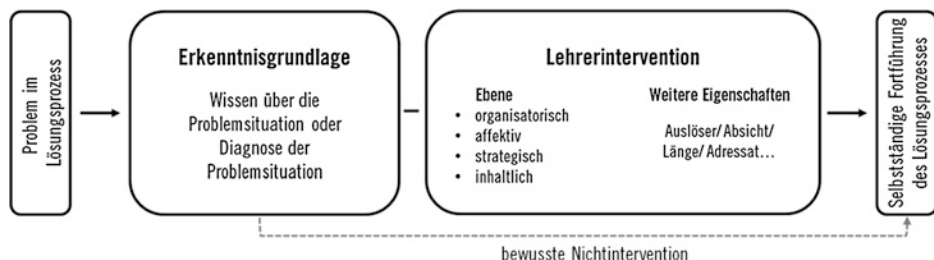 Problem im
Lösungsprozess
Erkenntnisgrundlage
Wissen über die
Problemsituation oder
Diagnose der
Problemsituation
Lehrerintervention
Ebene
• organisatorisch
• affektiv
• strategisch
• inhaltlich
Weitere Eigenschaften
Auslöser/ Absicht/
Länge/ Adressat...
Selbstständige Fortführung
des Lösungsprozesses
bewusste Nichtintervention